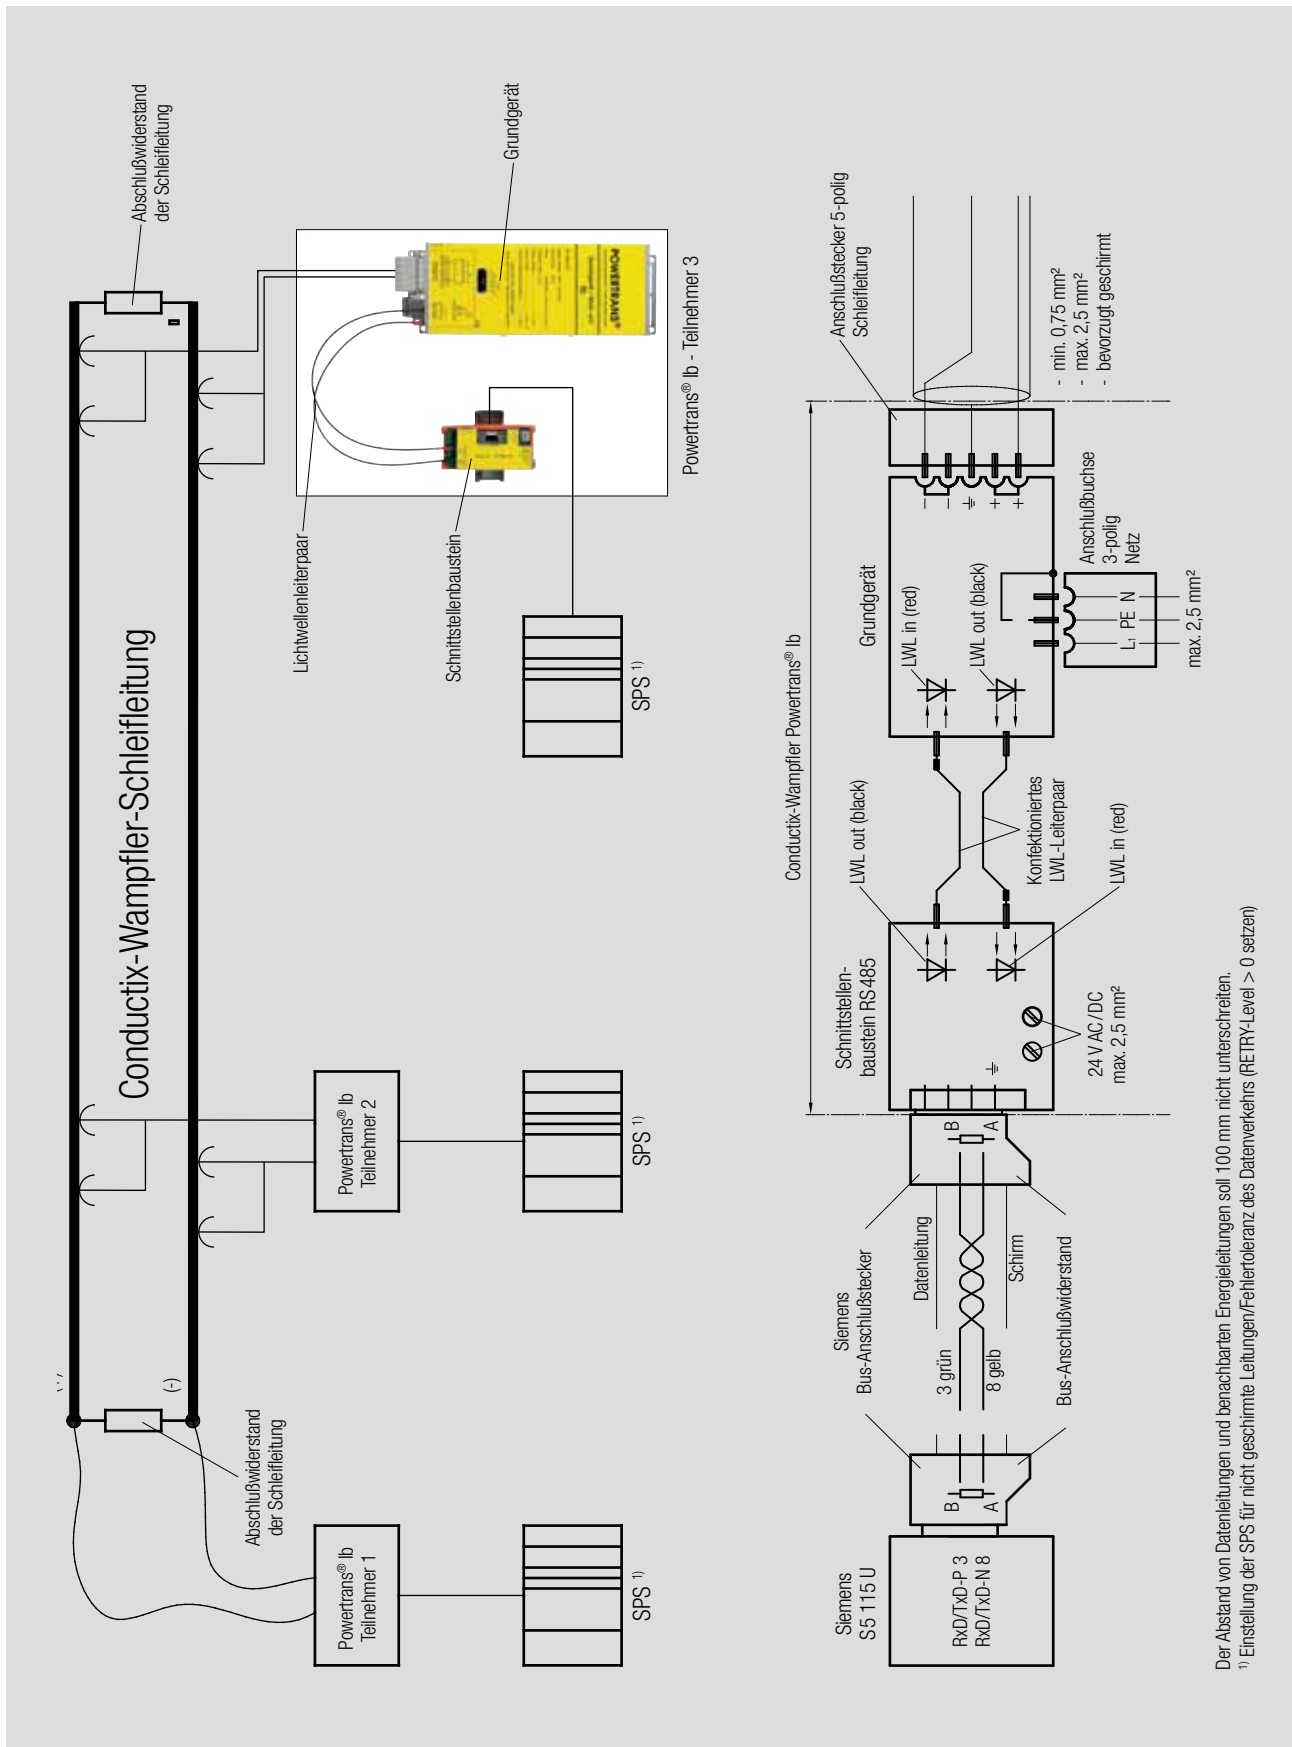 Abschlußwiderstand
der Schleifleitung
(-)
Conductix-Wampfler-Schleifleitung
Abschlußwiderstand
der Schleifleitung
Powertrans® Ib
Teilnehmer 1
SPS ¹⁾
Powertrans® Ib
Teilnehmer 2
SPS ¹⁾
Lichtwellenleiterpaar
Schnittstellenbaustein
Grundgerät
POWERTRANS®
SPS ¹⁾
Powertrans® Ib - Teilnehmer 3
Conductix-Wampfler Powertrans® Ib
Siemens
S5 115 U
RxD/TxD-P 3
RxD/TxD-N 8
B
A
Siemens
Bus-Anschlußstecker
3 grün
8 gelb
Datenleitung
Schirm
Bus-Anschlußwiderstand
B
A
Schnittstellen-
baustein RS485
24 V AC/DC
max. 2,5 mm²
LWL out (black)
LWL in (red)
Konfektioniertes
LWL-Leiterpaar
Grundgerät
LWL in (red)
LWL out (black)
L₁ PE N
max. 2,5 mm²
Anschlußbuchse
3-polig
Netz
-
-
+
+
Anschlußstecker 5-polig
Schleifleitung
- min. 0,75 mm²
- max. 2,5 mm²
- bevorzugt geschirmt
Der Abstand von Datenleitungen und benachbarten Energieleitungen soll 100 mm nicht unterschreiten.
¹⁾ Einstellung der SPS für nicht geschirmte Leitungen/Fehlertoleranz des Datenverkehrs (RETRY-Level > 0 setzen)